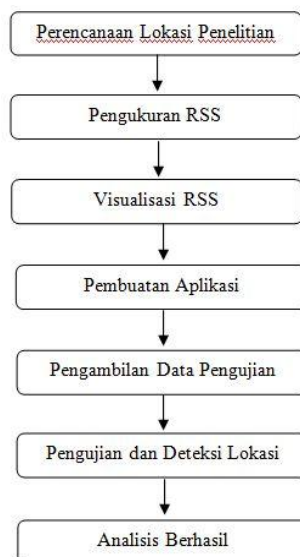 Perencanaan Lokasi Penelitian
Pengukuran RSS
Visualisasi RSS
Pembuatan Aplikasi
Pengambilan Data Pengujian
Pengujian dan Deteksi Lokasi
Analisis Berhasil